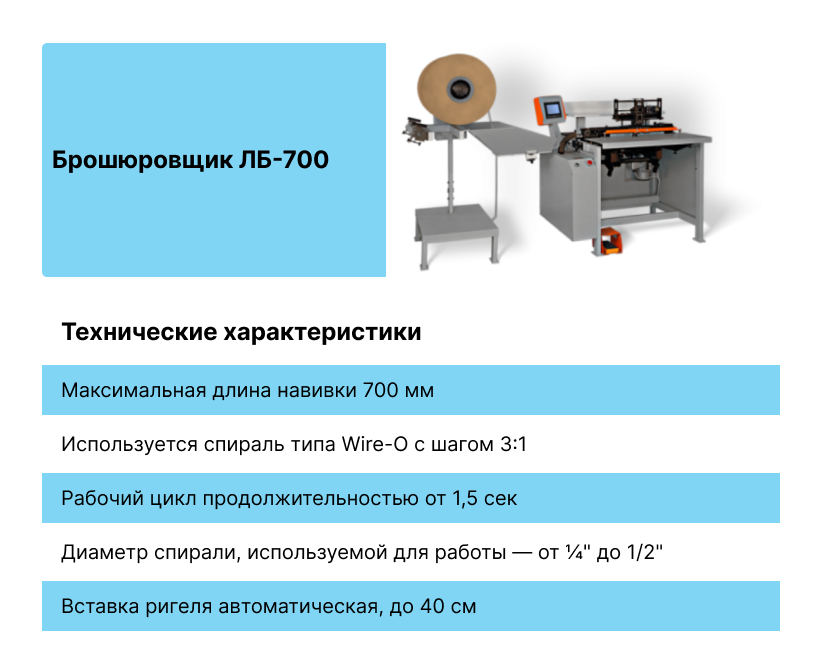 Брошюровщик ЛБ-700
Технические характеристики
Максимальная длина навивки 700 мм
Используется спираль типа Wire-O с шагом 3:1
Рабочий цикл продолжительностью от 1,5 сек
Диаметр спирали, используемой для работы — от ¼" до 1/2"
Вставка ригеля автоматическая, до 40 см